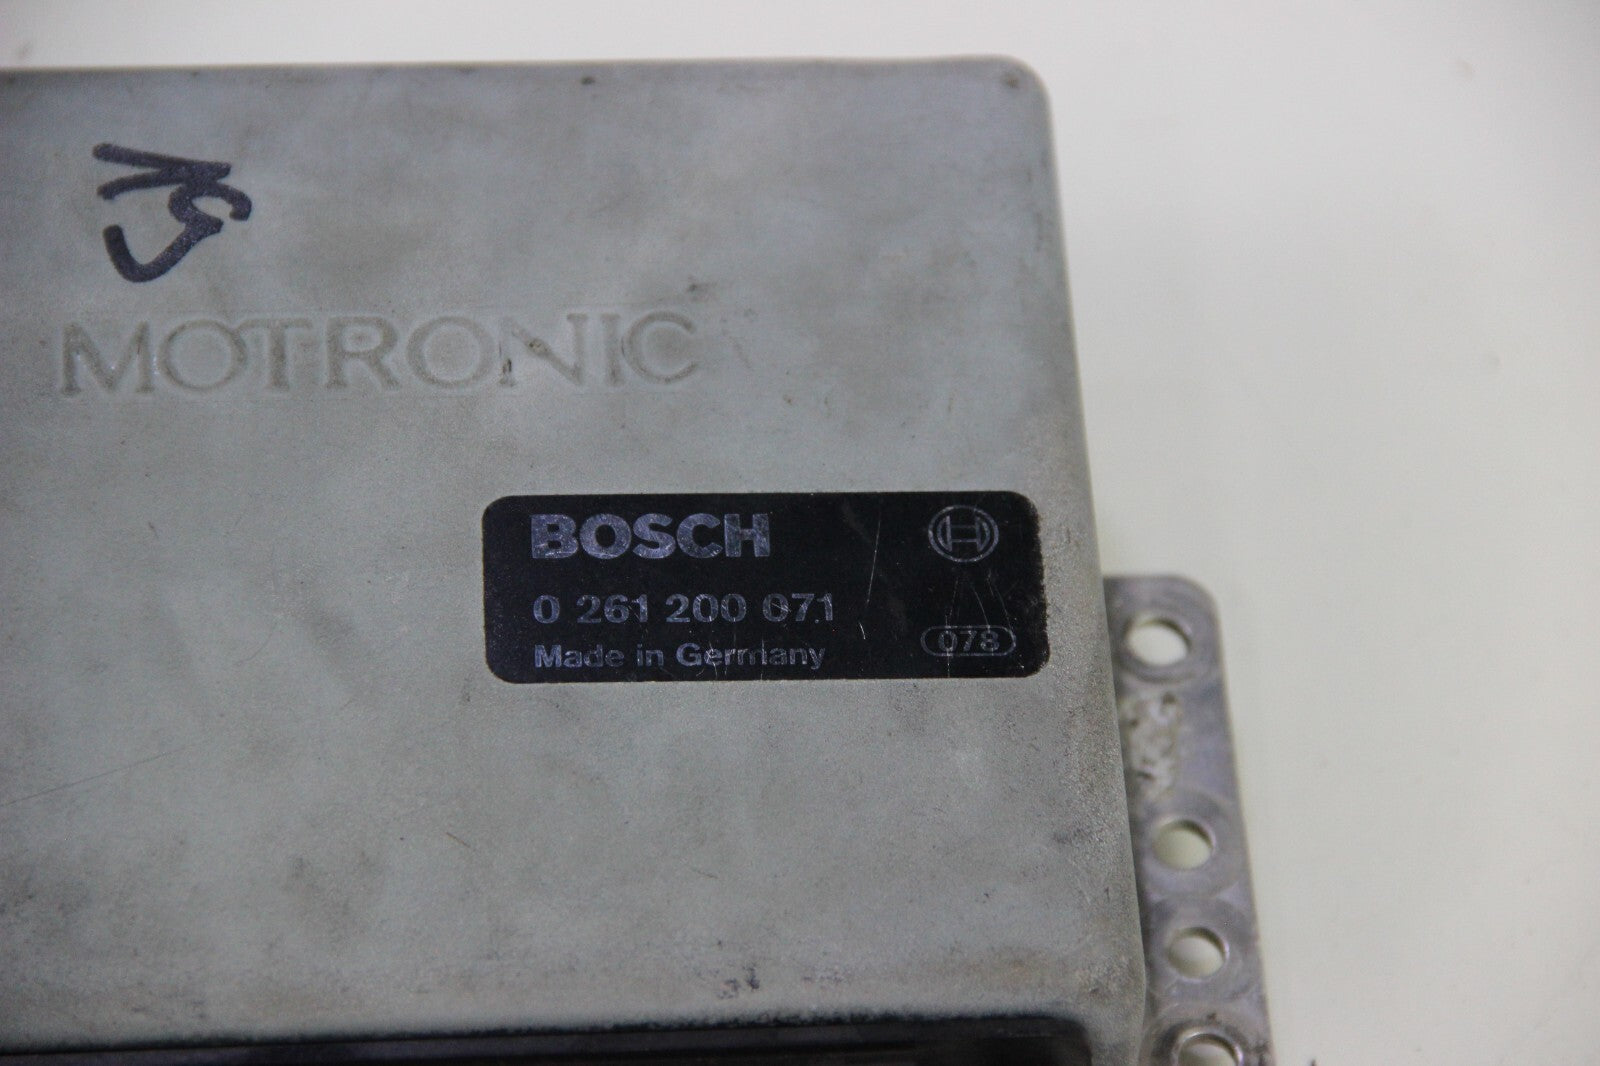 MOTRONIC
BOSCH
0 261 200 071
078
Made in Germany